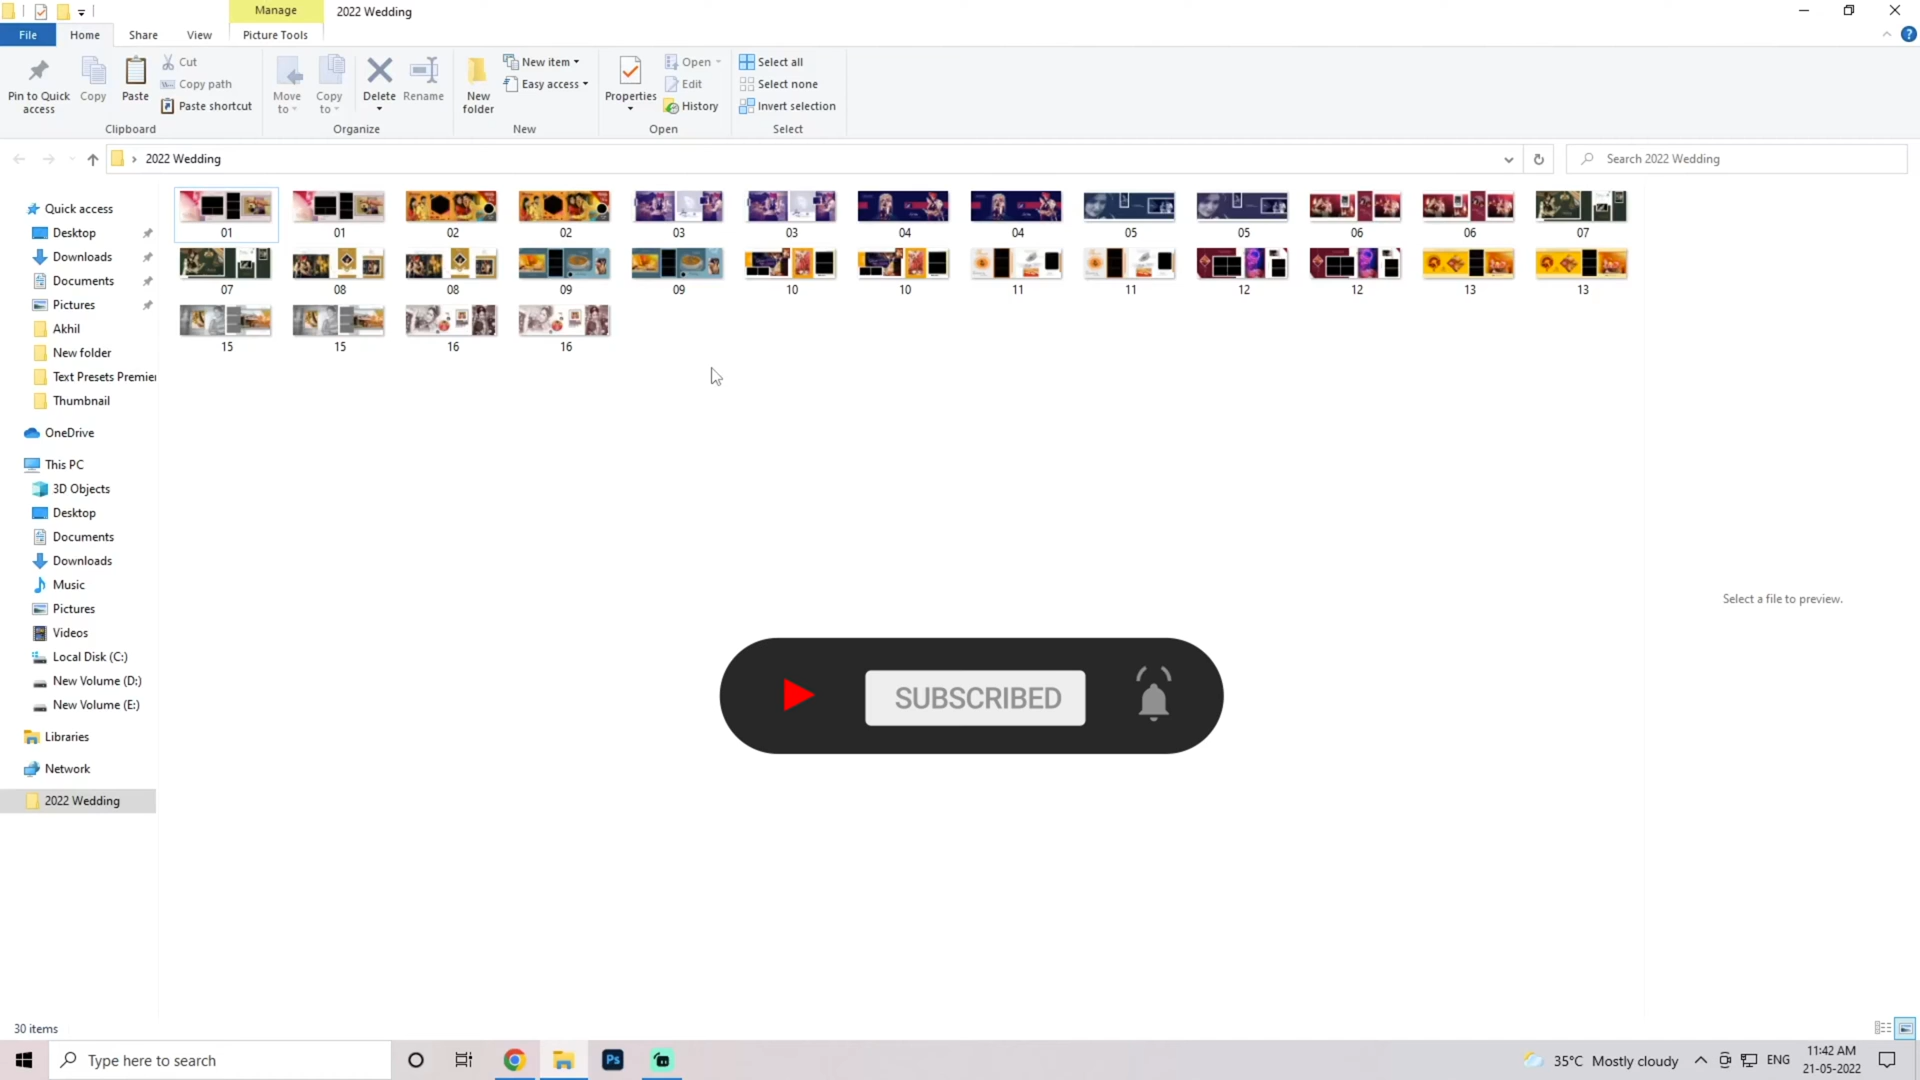 Manage
2022 Wedding
File
Home
Share
View
Picture Tools
Pin to Quick access
Copy
Paste
Cut
Copy path
Paste shortcut
Clipboard
Move to
Copy to
Delete
Rename
Organize
New folder
New item
Easy access
New
Properties
Open
Edit
History
Open
Select all
Select none
Invert selection
Select
2022 Wedding
Search 2022 Wedding
Quick access
Desktop
Downloads
Documents
Pictures
Akhil
New folder
Text Presets Premier
Thumbnail
OneDrive
This PC
3D Objects
Desktop
Documents
Downloads
Music
Pictures
Videos
Local Disk (C:)
New Volume (D:)
New Volume (E:)
Libraries
Network
2022 Wedding
01 01 02 02 03 03 04 04 05 05 06 06 07
07 08 08 09 09 10 10 11 11 12 12 13 13
15 15 16 16
Select a file to preview.
SUBSCRIBED
30 items
Type here to search
Ps
35°C Mostly cloudy
ENG
11:42 AM
21-05-2022